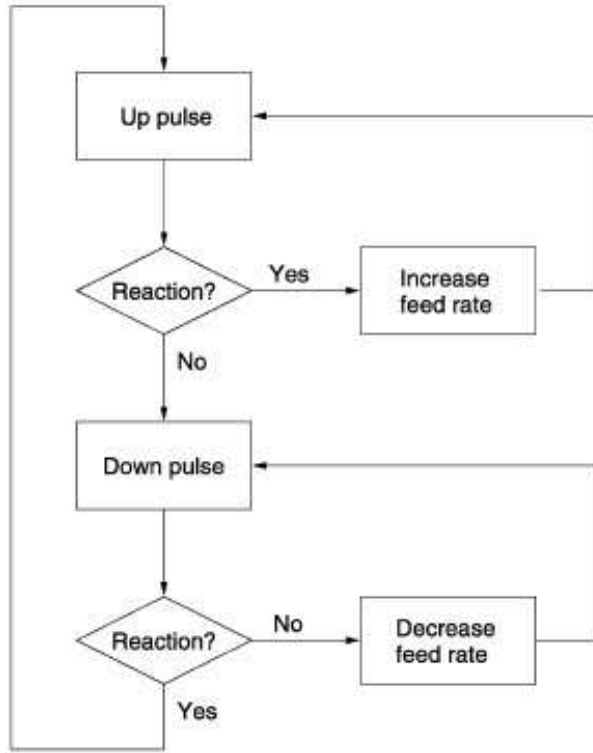 Up pulse
Reaction?
Yes
Increase
feed rate
No
Down pulse
Reaction?
No
Decrease
feed rate
Yes